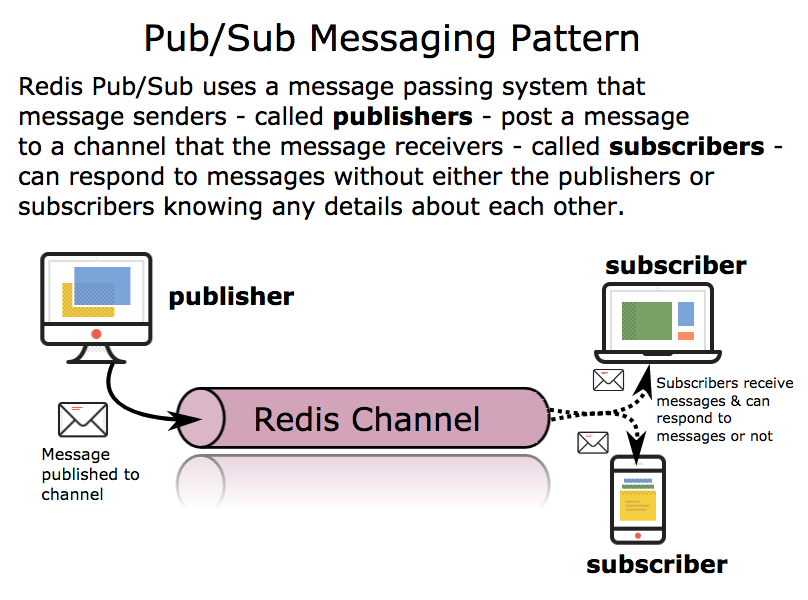 Pub/Sub Messaging Pattern
Redis Pub/Sub uses a message passing system that
message senders - called publishers - post a message
to a channel that the message receivers - called subscribers -
can respond to messages without either the publishers or
subscribers knowing any details about each other.
publisher
subscriber
Redis Channel
Message
published to
channel
Subscribers receive
messages & can
respond to
messages or not
subscriber